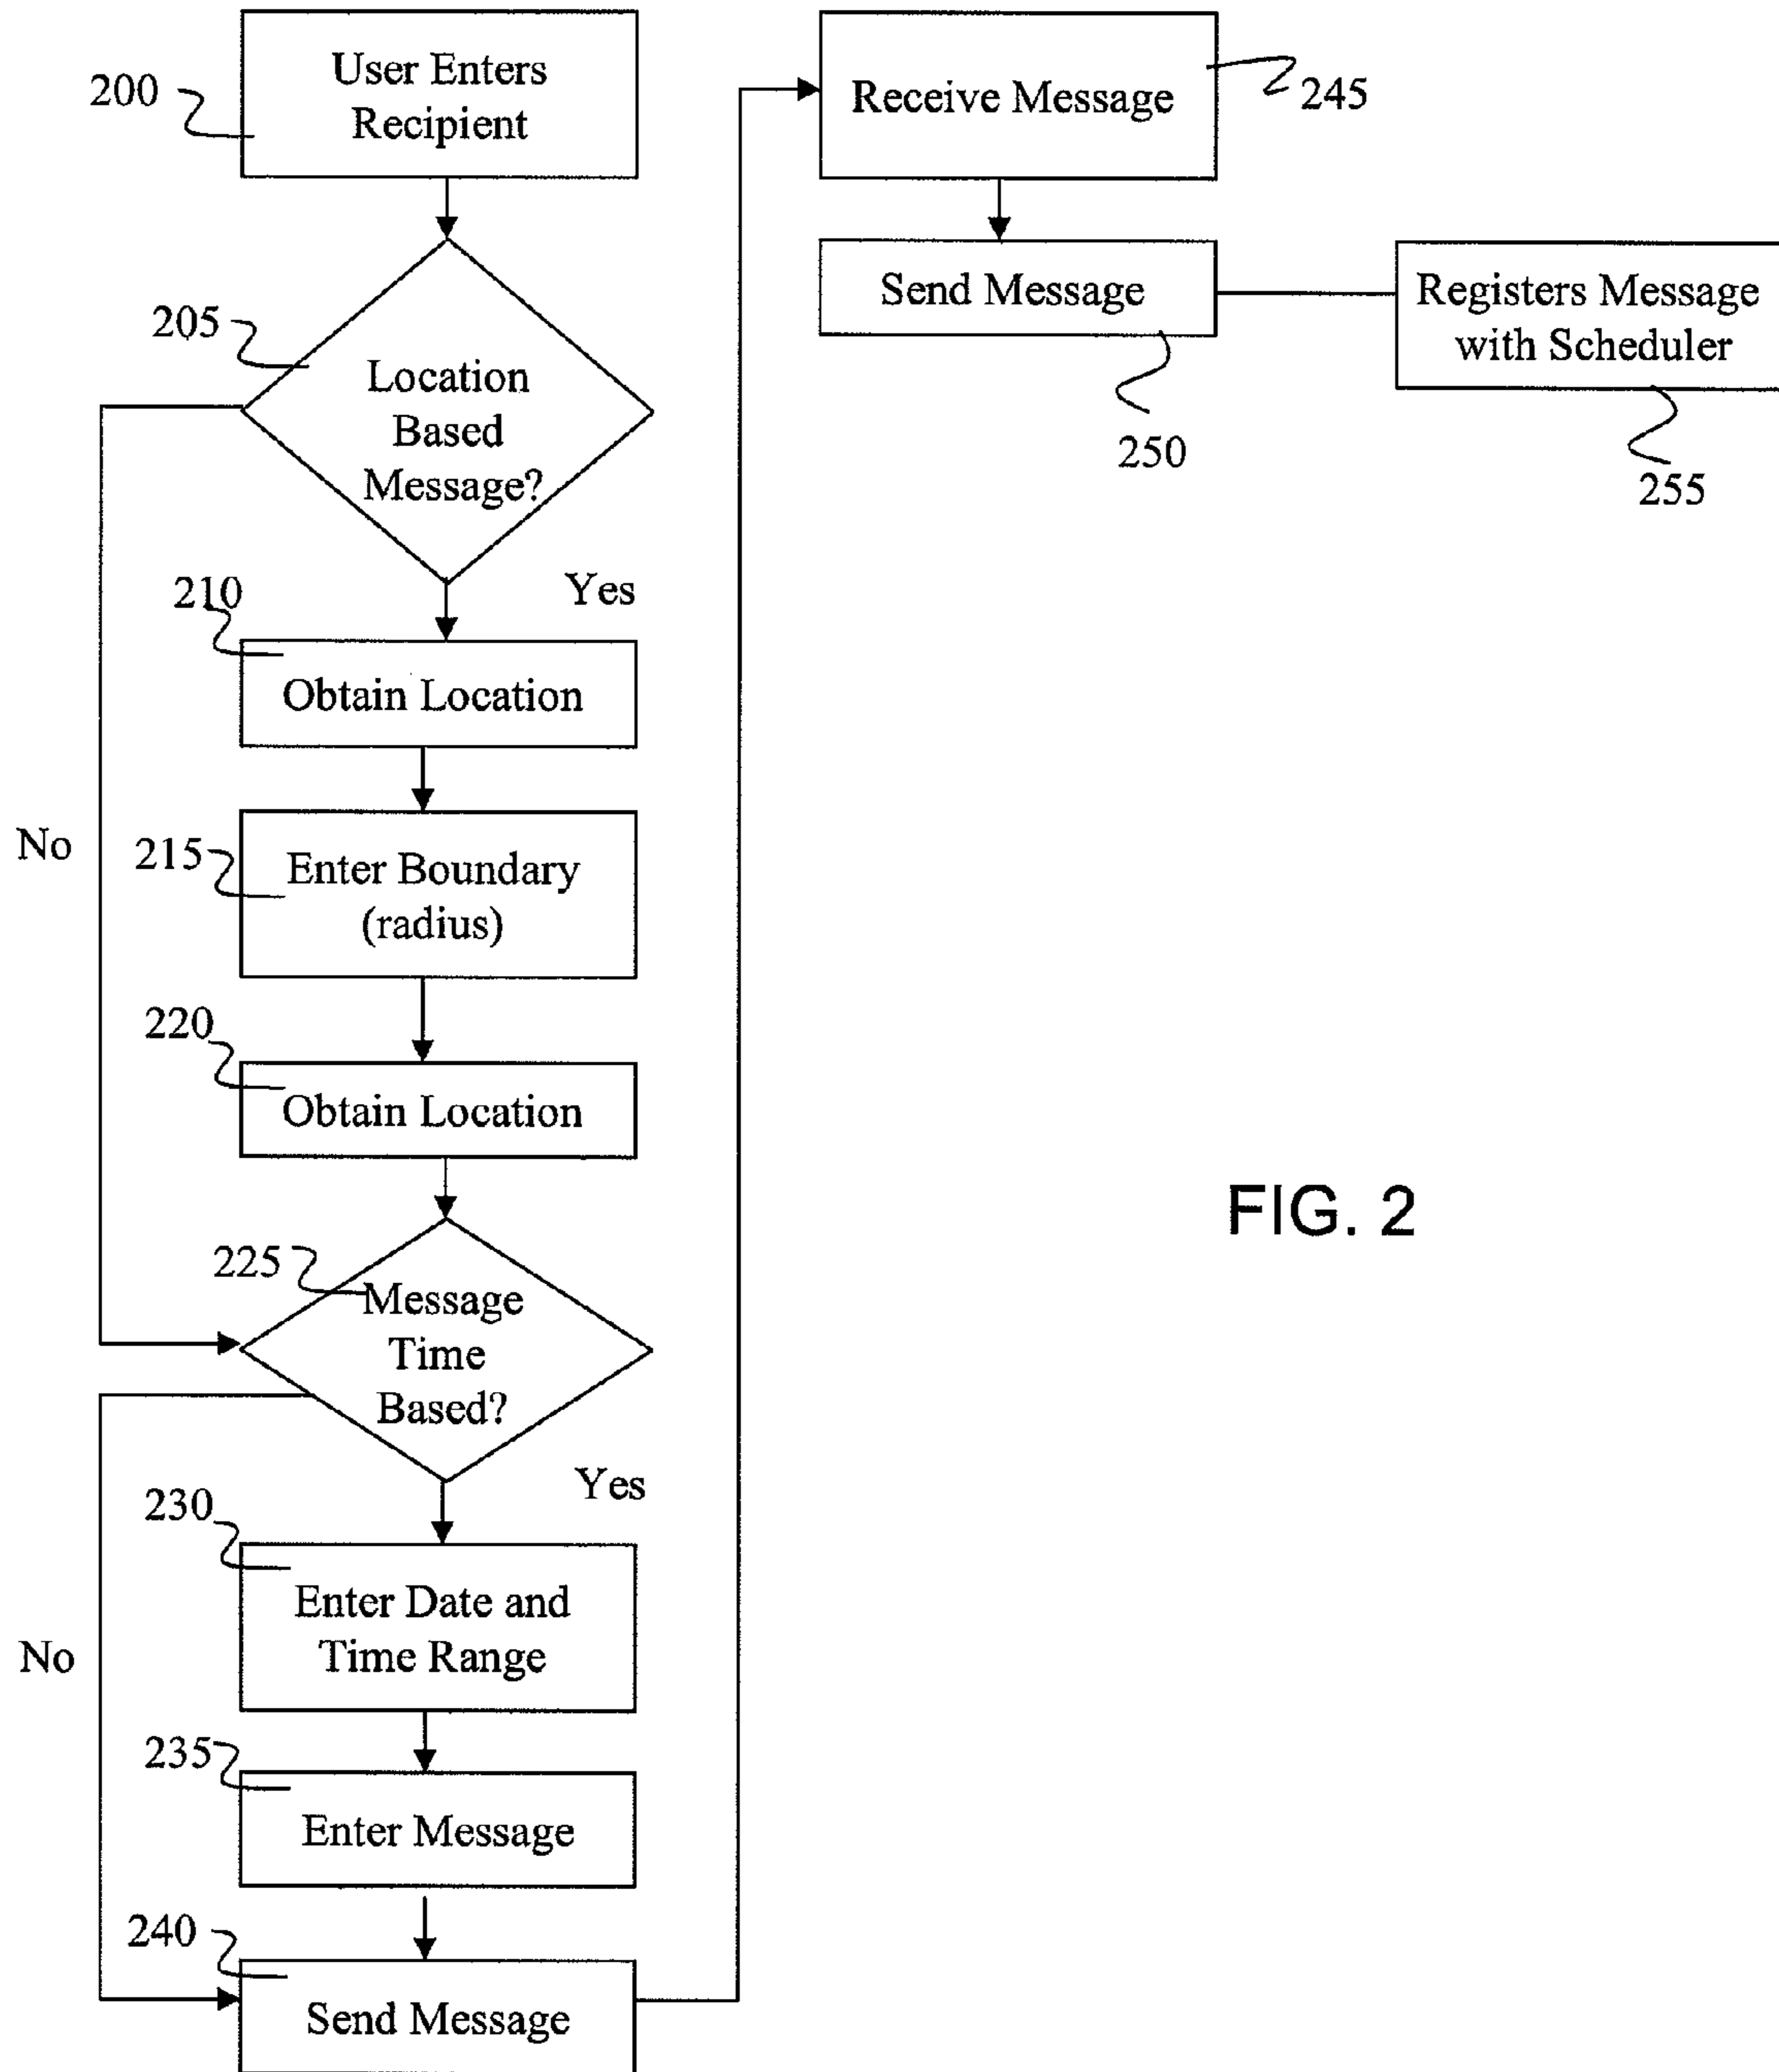 User Enters
Recipient
200
205
Location
Based
Message?
Yes
210
Obtain Location
No
215
Enter Boundary
(radius)
220
Obtain Location
225
Message
Time
Based?
Yes
230
Enter Date and
Time Range
No
235
Enter Message
240
Send Message
Receive Message
245
Send Message
250
Registers Message
with Scheduler
255
FIG. 2